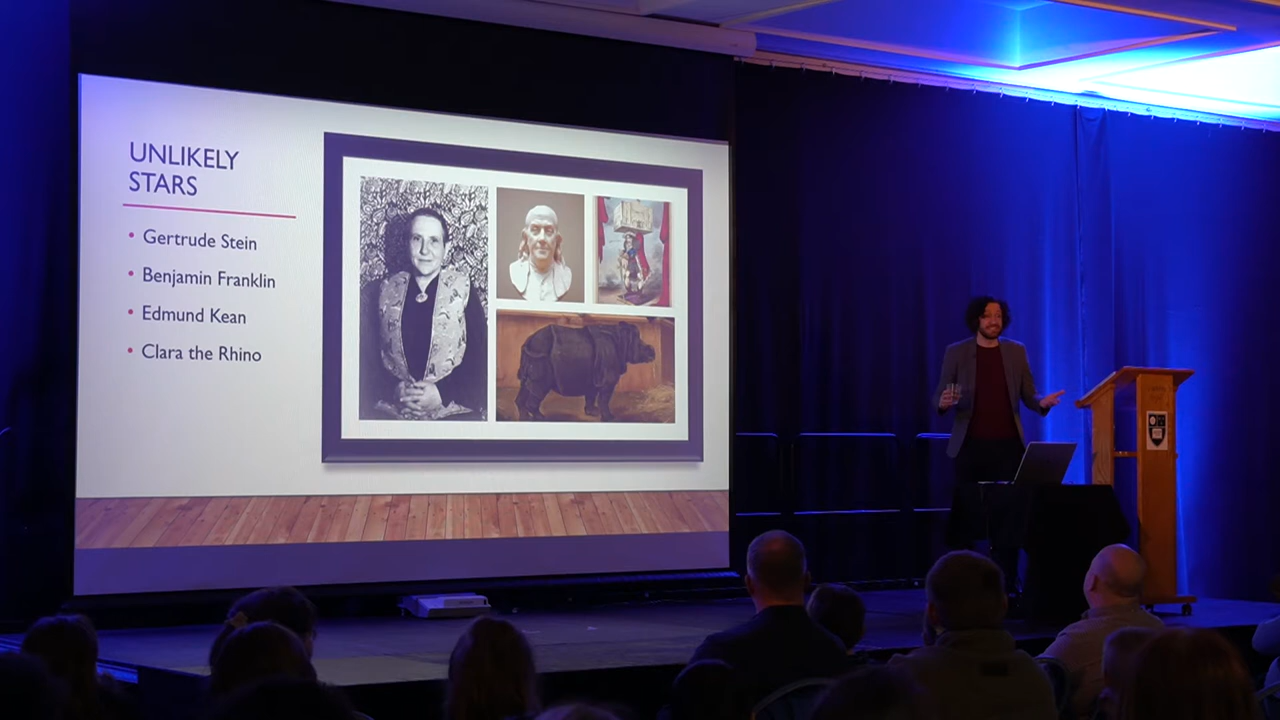 UNLIKELY
STARS
• Gertrude Stein
• Benjamin Franklin
• Edmund Kean
• Clara the Rhino